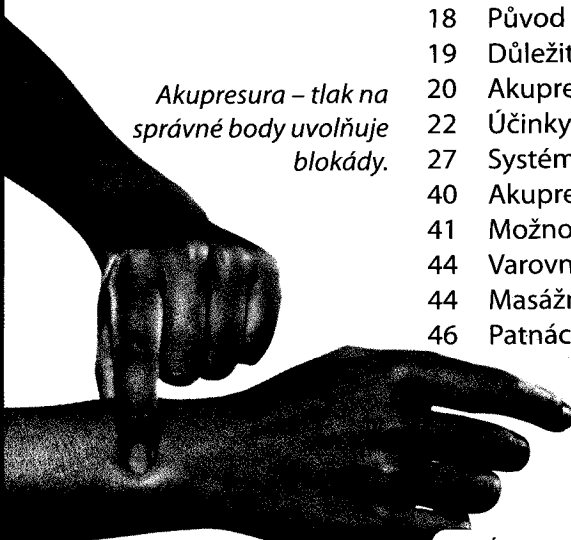 Akupresura – tlak na
správné body uvolňuje
blokády.
18 Původ
19 Důležit
20 Akupre
22 Účinky
27 Systém
40 Akupre
41 Možno
44 Varovn
44 Masážn
46 Patnác